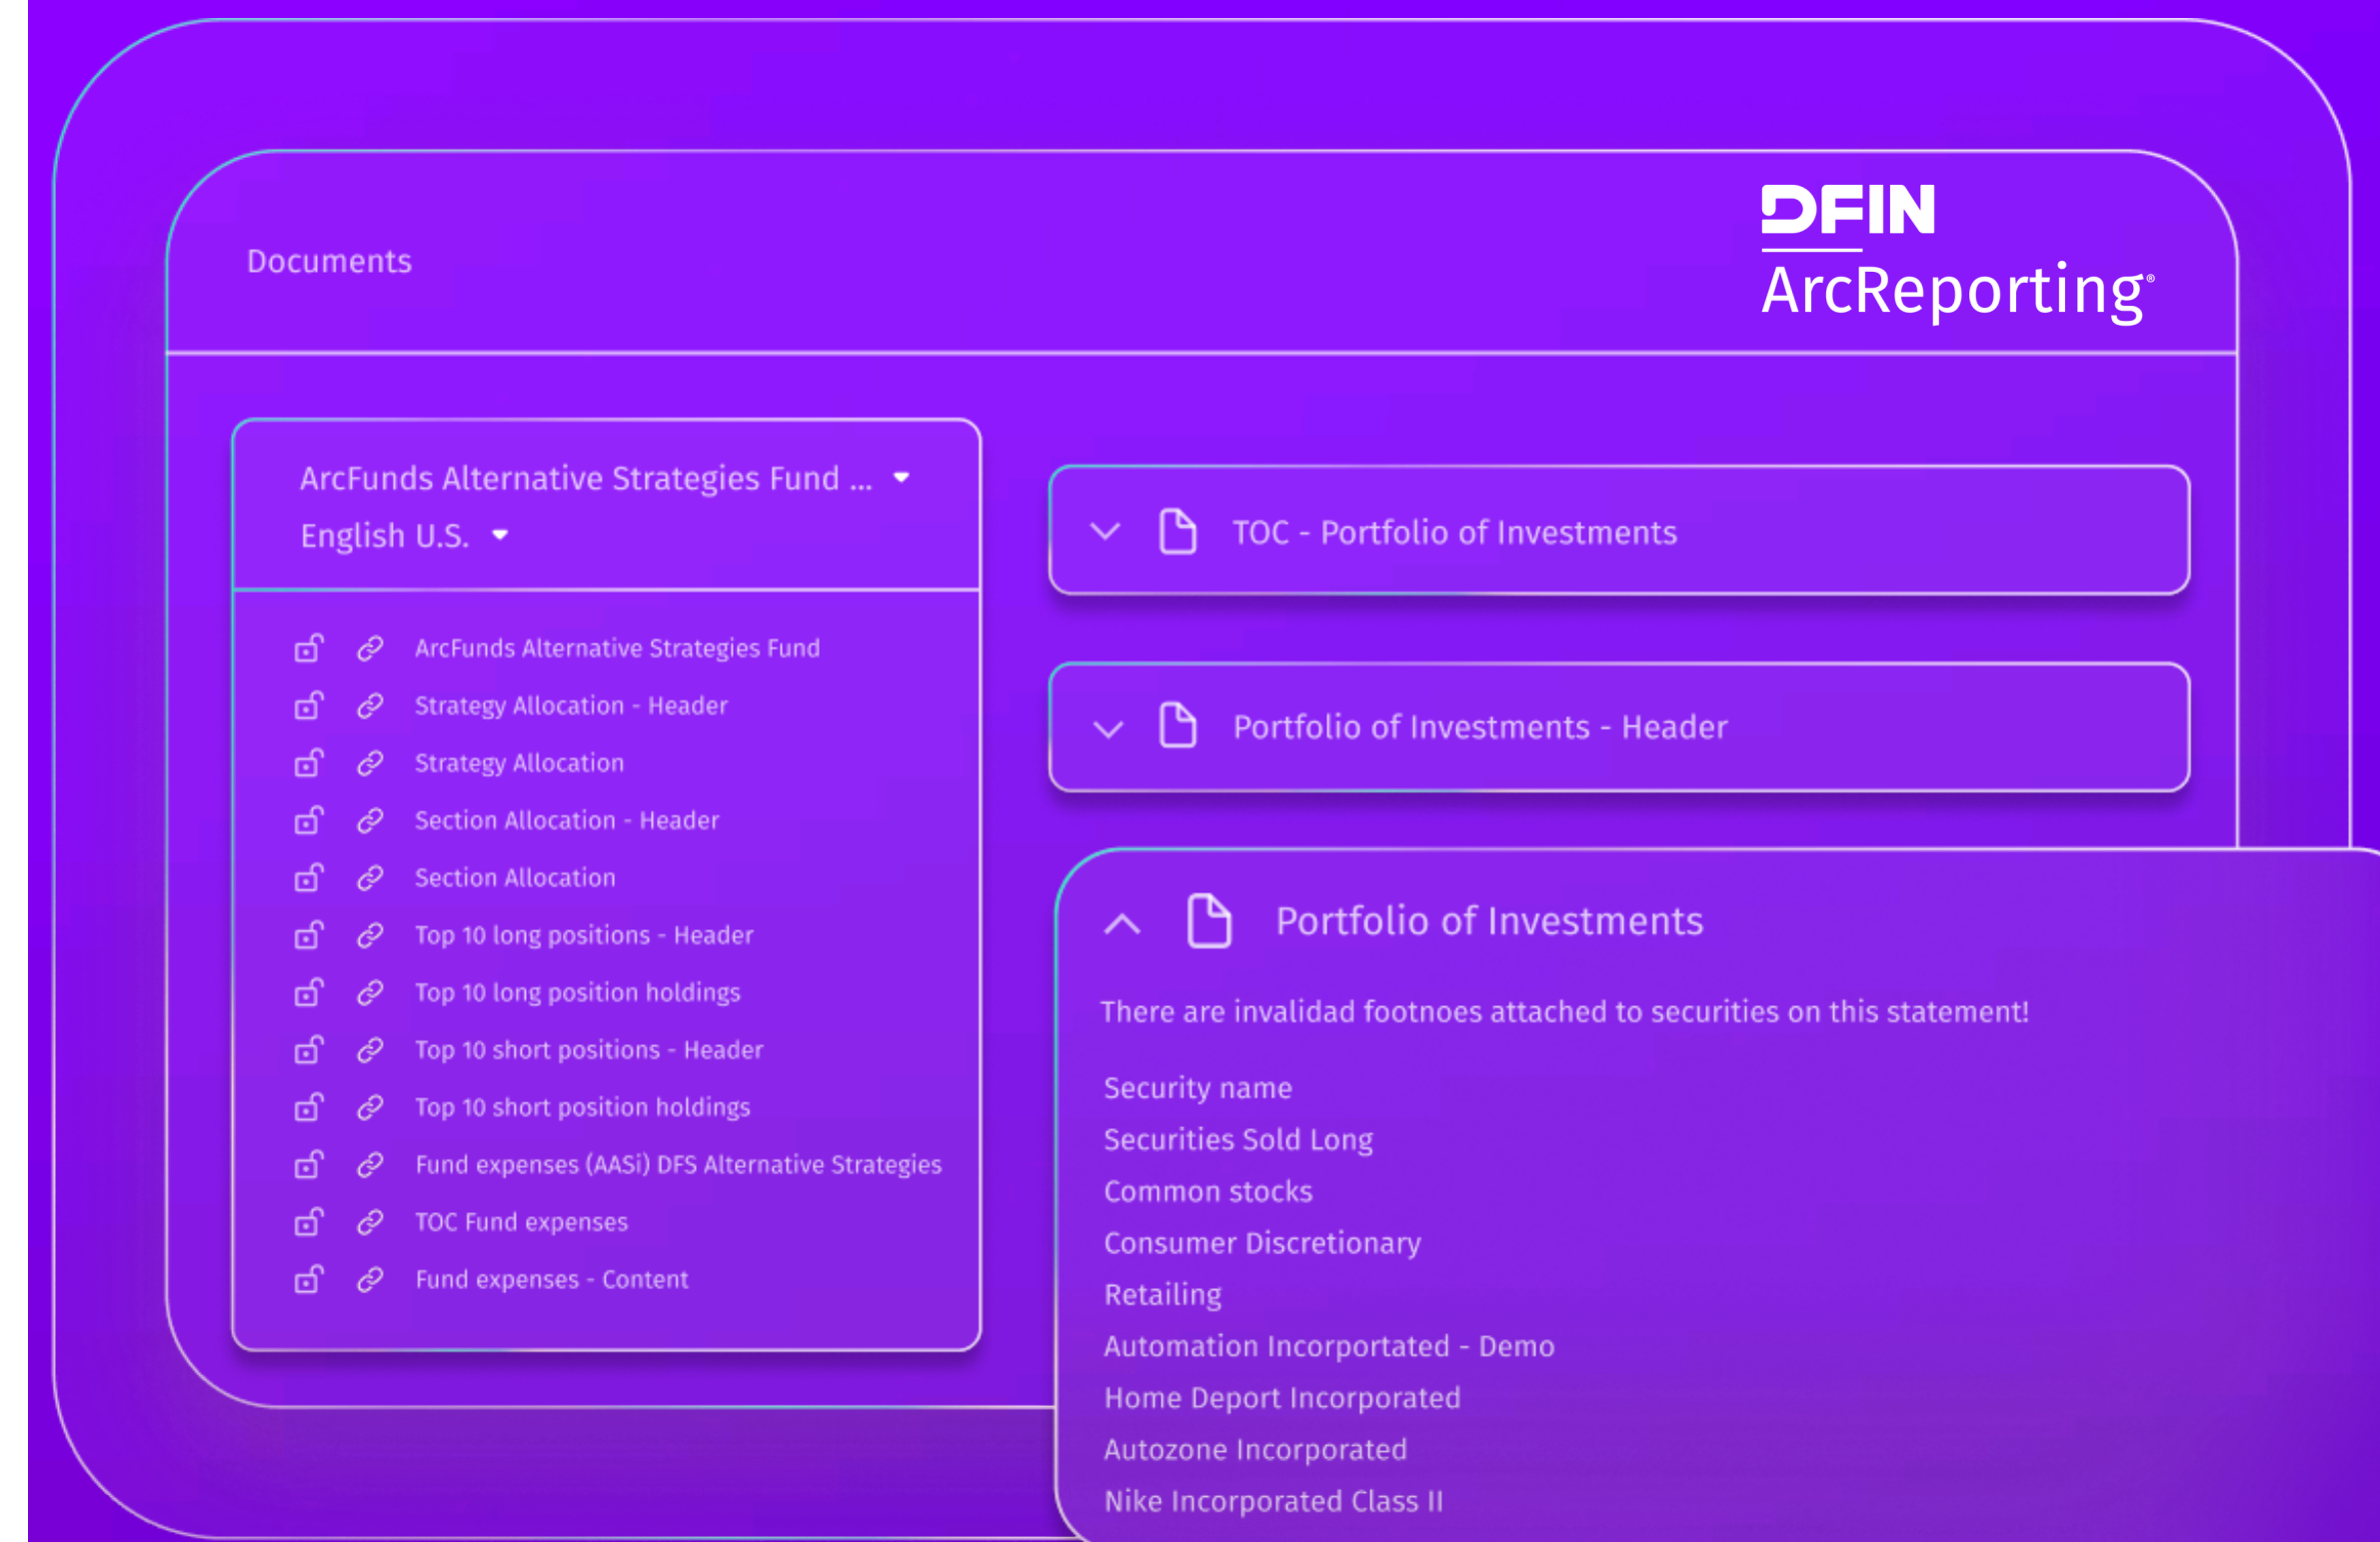 DFIN
ArcReporting®
Documents
ArcFunds Alternative Strategies Fund ...
English U.S.
ArcFunds Alternative Strategies Fund
Strategy Allocation - Header
Strategy Allocation
Section Allocation - Header
Section Allocation
Top 10 long positions - Header
Top 10 long position holdings
Top 10 short positions - Header
Top 10 short position holdings
Fund expenses (AASi) DFS Alternative Strategies
TOC Fund expenses
Fund expenses - Content
TOC - Portfolio of Investments
Portfolio of Investments - Header
Portfolio of Investments
There are invalidad footnoes attached to securities on this statement!
Security name
Securities Sold Long
Common stocks
Consumer Discretionary
Retailing
Automation Incorportated - Demo
Home Deport Incorporated
Autozone Incorporated
Nike Incorporated Class II